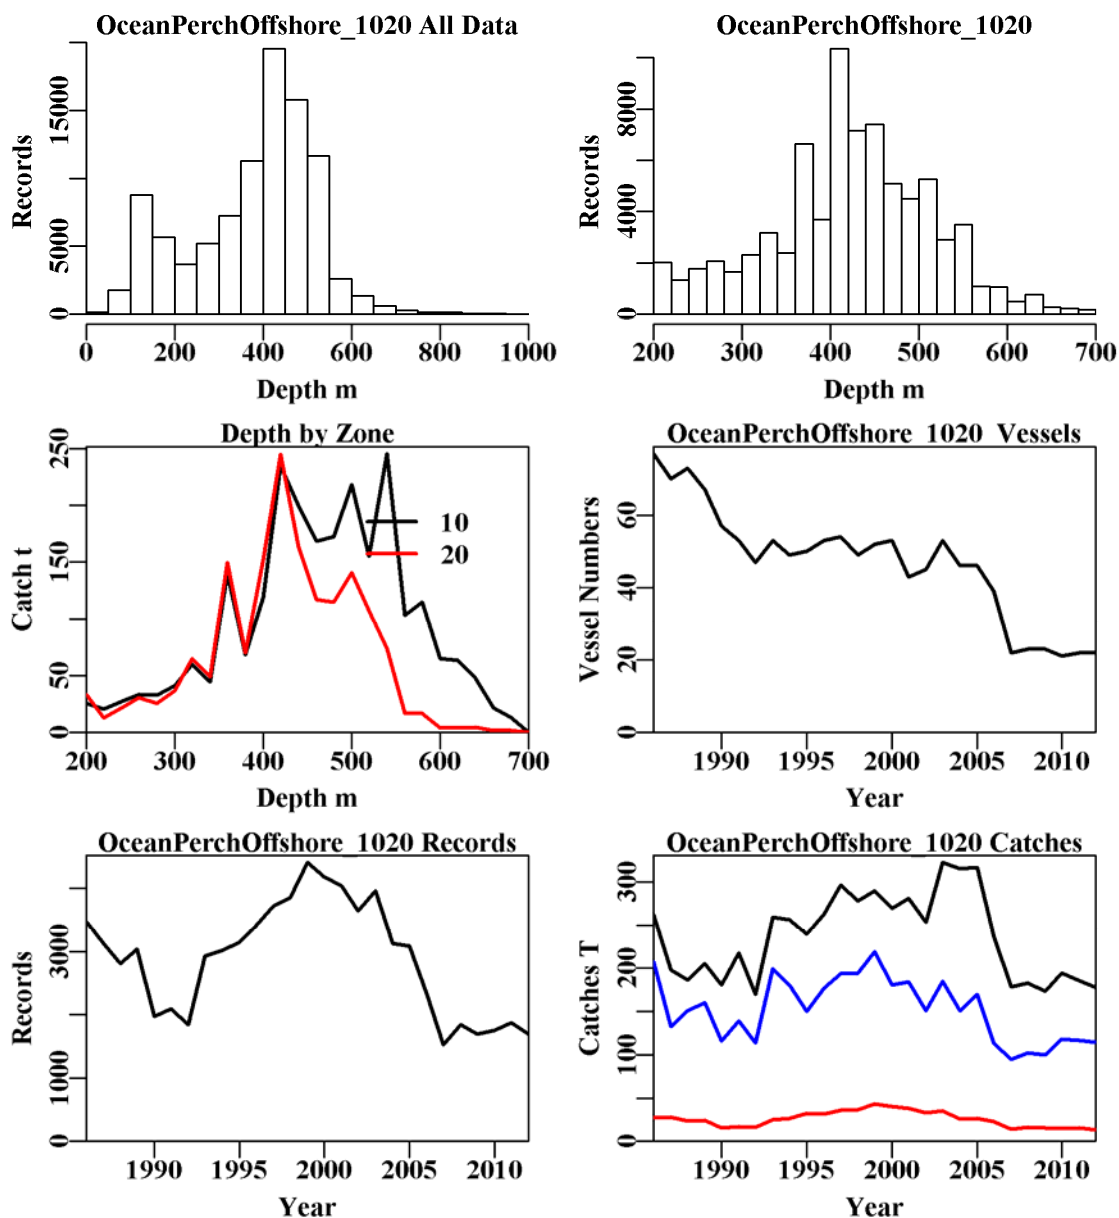 OceanPerchOffshore_1020 All Data
Records
0 5000 15000
0 200 400 600 800 1000
Depth m
OceanPerchOffshore_1020
Records
0 4000 8000
200 300 400 500 600 700
Depth m
Depth by Zone
Catch t
0 50 150 250
10
20
200 300 400 500 600 700
Depth m
OceanPerchOffshore_1020_Vessels
Vessel Numbers
0 20 40 60
1990 1995 2000 2005 2010
Year
OceanPerchOffshore_1020 Records
Records
0 1000 3000
1990 1995 2000 2005 2010
Year
OceanPerchOffshore_1020 Catches
Catches T
0 100 200 300
1990 1995 2000 2005 2010
Year